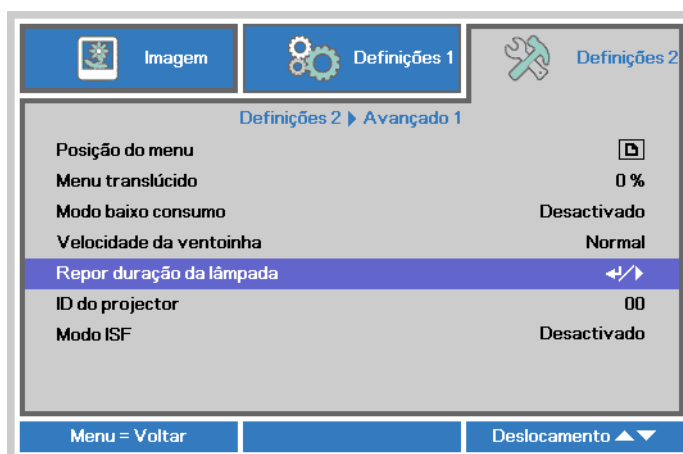 Imagem Definições 1 Definições 2
Definições 2 Avançado 1
Posição do menu
Menu translúcido 0 %
Modo baixo consumo Desactivado
Velocidade da ventoinha Normal
Repor duração da lâmpada
ID do projector 00
Modo ISF Desactivado
Menu = Voltar Deslocamento ▲▼